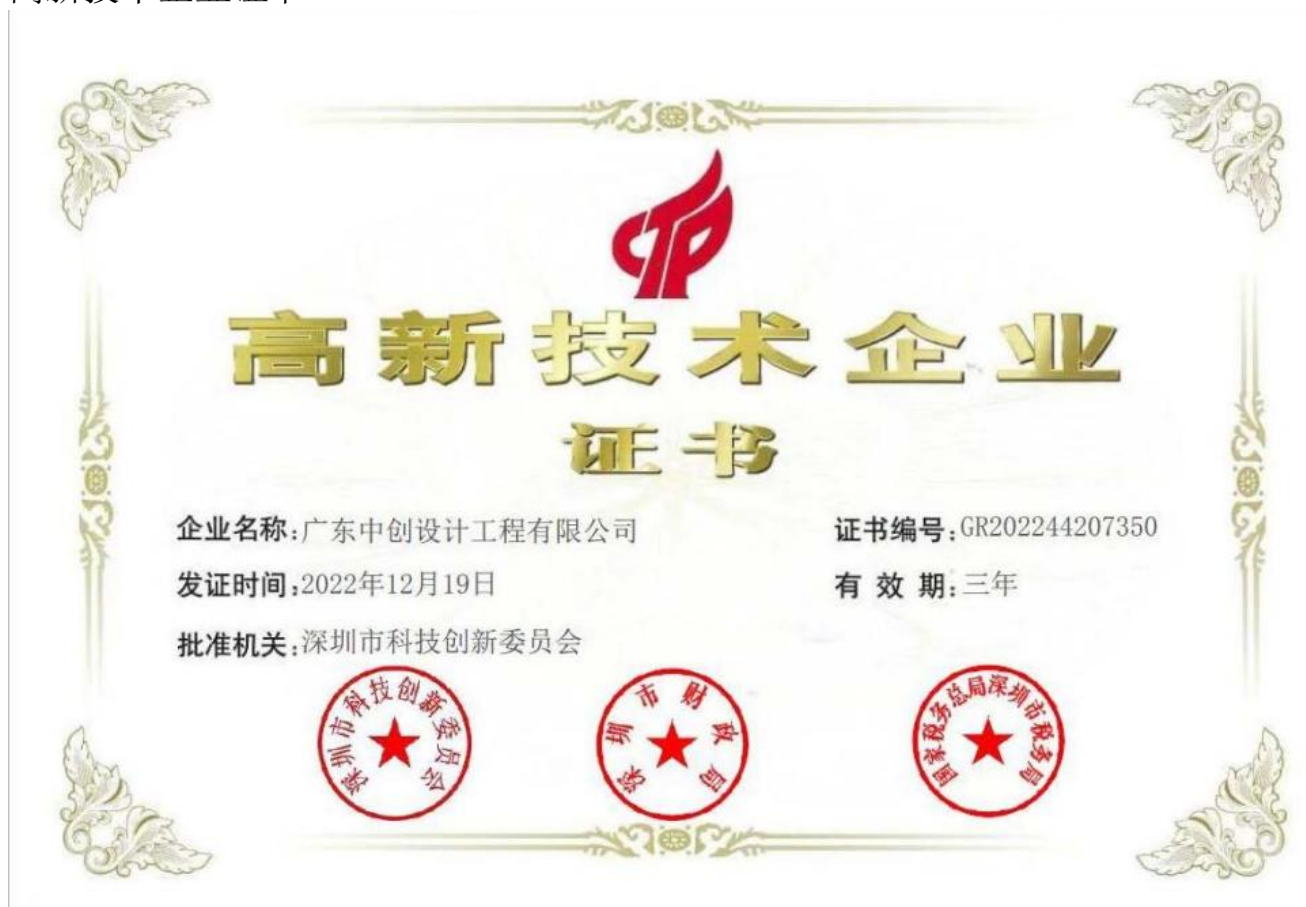 高新技术企业
证书
企业名称:广东中创设计工程有限公司
证书编号:GR202244207350
发证时间:2022年12月19日
有 效 期:三年
批准机关:深圳市科技创新委员会
深圳市科技创新委员会
深圳市财政局
国家税务总局深圳市税务局